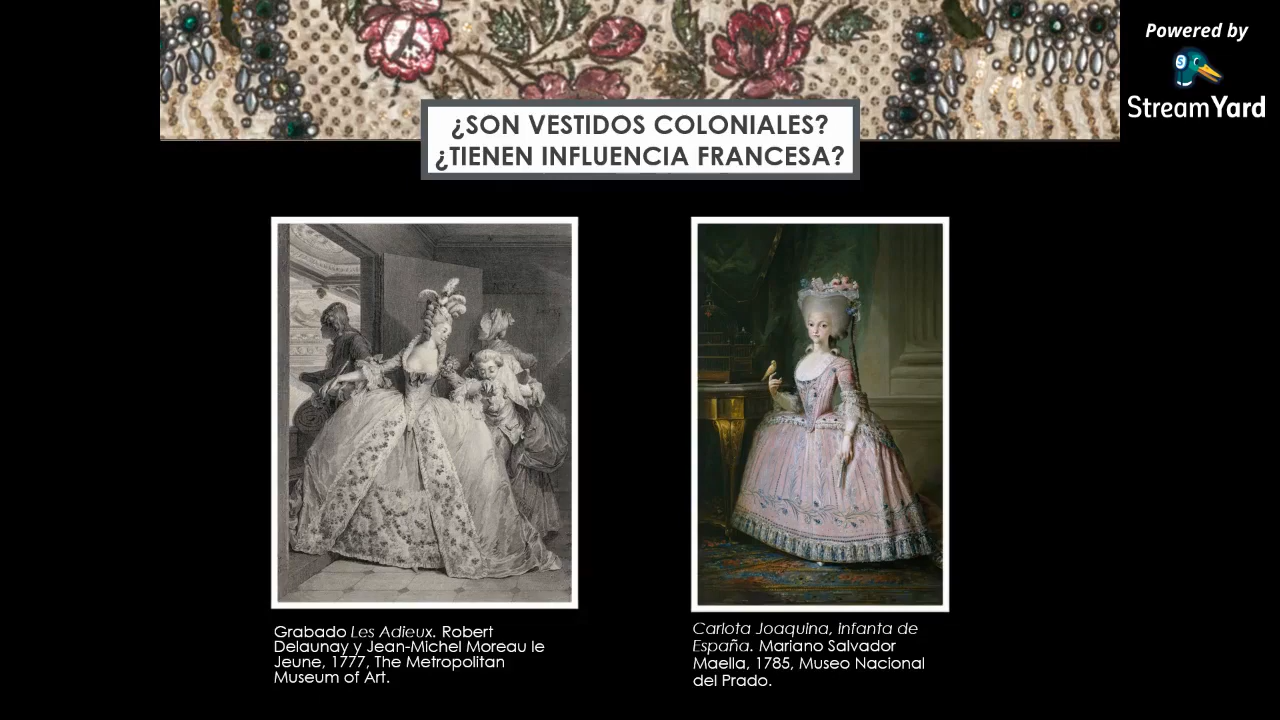 Powered by
StreamYard
¿SON VESTIDOS COLONIALES?
¿TIENEN INFLUENCIA FRANCESA?
Grabado Les Adieux. Robert
Delaunay y Jean-Michel Moreau le
Jeune, 1777, The Metropolitan
Museum of Art.
Carlota Joaquina, infanta de
España. Mariano Salvador
Maella, 1785, Museo Nacional
del Prado.